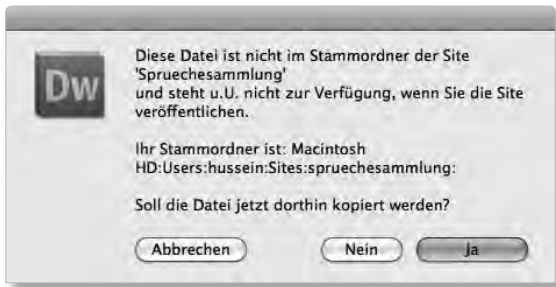 Dw
Diese Datei ist nicht im Stammordner der Site
'Spruechesammlung'
und steht u.U. nicht zur Verfügung, wenn Sie die Site
veröffentlichen.
Ihr Stammordner ist: Macintosh
HD:Users:hussein:Sites:spruechesammlung:
Soll die Datei jetzt dorthin kopiert werden?
Abbrechen Nein Ja